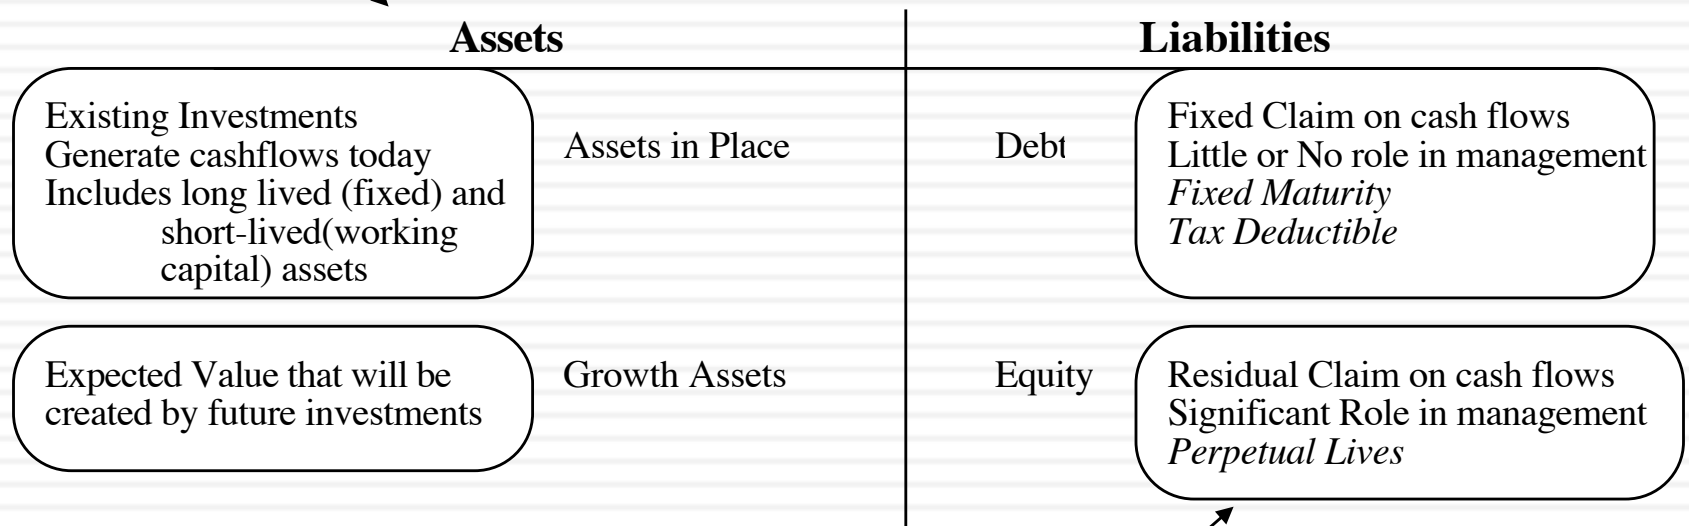 Assets
Liabilities
Existing Investments
Generate cashflows today
Includes long lived (fixed) and
short-lived(working
capital) assets
Assets in Place
Debt
Fixed Claim on cash flows
Little or No role in management
Fixed Maturity
Tax Deductible
Expected Value that will be
created by future investments
Growth Assets
Equity
Residual Claim on cash flows
Significant Role in management
Perpetual Lives